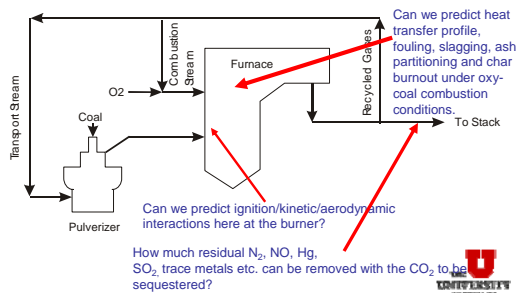 Can we predict heat
transfer profile,
fouling, slagging, ash
partitioning and char
burnout under oxy-
coal combustion
conditions.
Combustion
Stream
Furnace
Recycled Gases
O2
Transport Stream
Coal
To Stack
Pulverizer
Can we predict ignition/kinetic/aerodynamic
interactions here at the burner?
How much residual N2, NO, Hg,
SO2, trace metals etc. can be removed with the CO2 to be
sequestered?
THE
UNIVERSITY